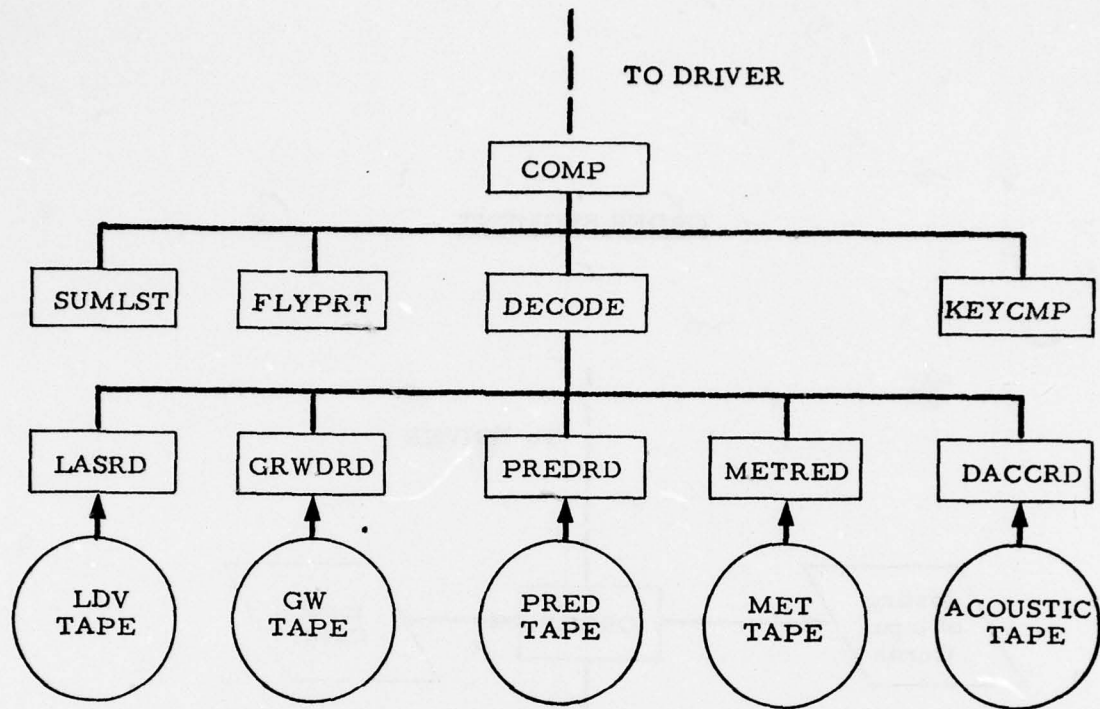 TO DRIVER
COMP
SUMLST
FLYPRT
DECODE
KEYCMP
LASRD
GRWDRD
PREDRD
METRED
DACCRD
LDV
TAPE
GW
TAPE
PRED
TAPE
MET
TAPE
ACOUSTIC
TAPE